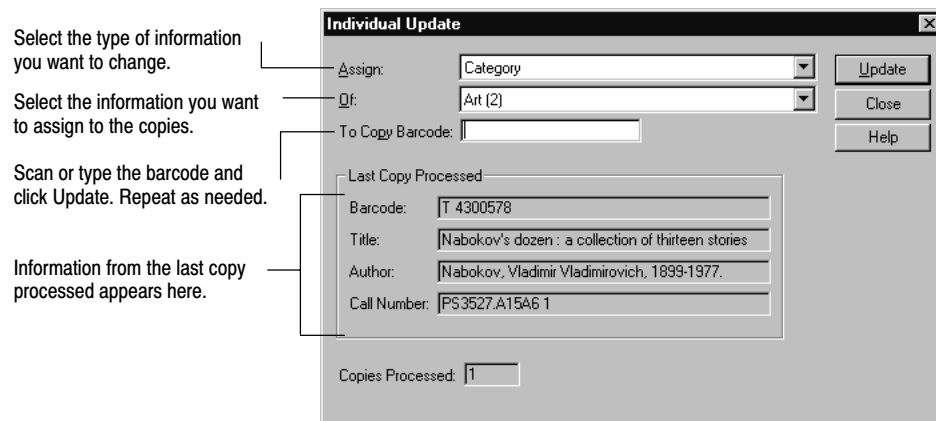 Individual Update
Select the type of information
you want to change.
Assign: Category
Update
Select the information you want
to assign to the copies.
Of: Art (2)
Close
To Copy Barcode:
Help
Scan or type the barcode and
click Update. Repeat as needed.
Last Copy Processed
Barcode: T 4300578
Title: Nabokov's dozen : a collection of thirteen stories
Information from the last copy
processed appears here.
Author: Nabokov, Vladimir Vladimirovich, 1899-1977.
Call Number: PS3527.A15A6 1
Copies Processed: 1